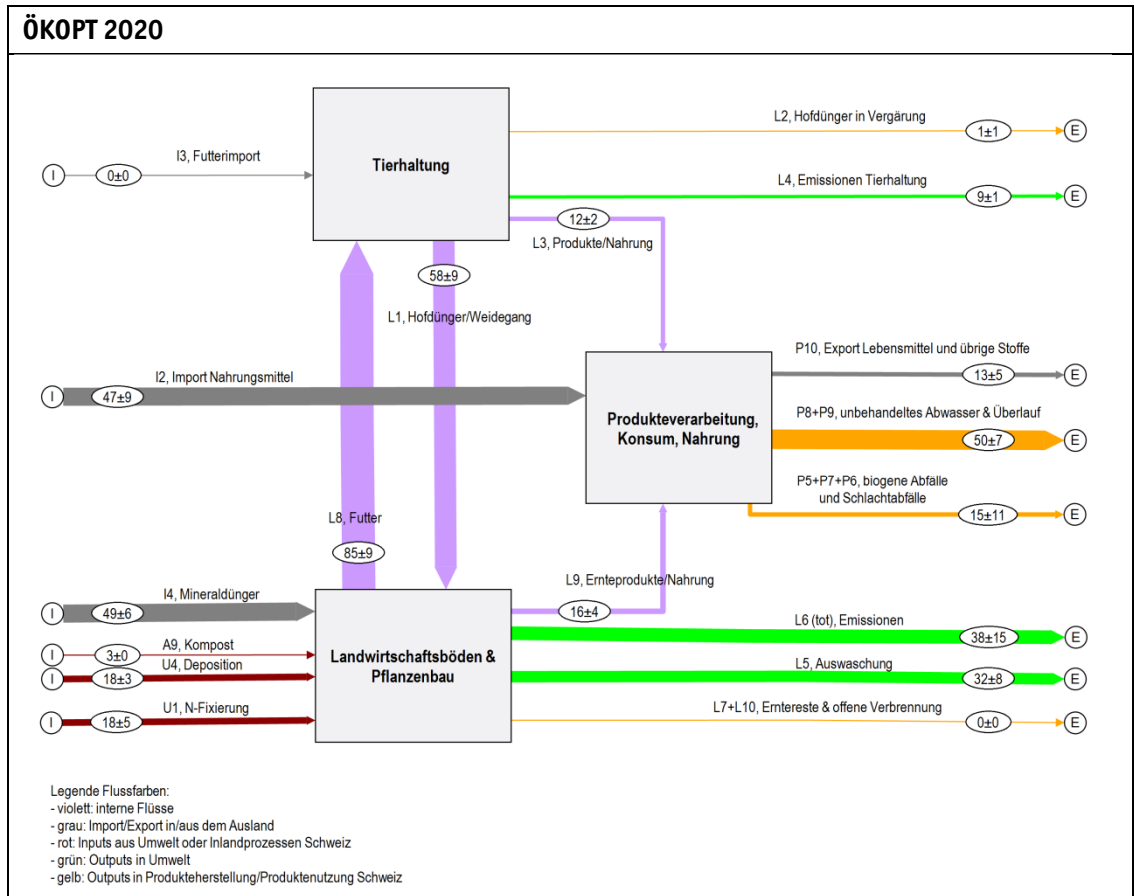 ÖKOPT 2020
L2, Hofdünger in Vergärung
1±1
E
I3, Futterimport
I
0±0
Tierhaltung
L4, Emissionen Tierhaltung
9±1
E
12±2
L3, Produkte/Nahrung
58±9
L1, Hofdünger/Weidegang
P10, Export Lebensmittel und übrige Stoffe
13±5
E
I2, Import Nahrungsmittel
I
47±9
Produkteverarbeitung,
Konsum, Nahrung
P8+P9, unbehandeltes Abwasser & Überlauf
50±7
E
P5+P7+P6, biogene Abfälle
und Schlachtabfälle
15±11
E
L8, Futter
85±9
L9, Ernteprodukte/Nahrung
16±4
I4, Mineraldünger
I
49±6
A9, Kompost
I
3±0
U4, Deposition
I
18±3
U1, N-Fixierung
I
18±5
Landwirtschaftsböden &
Pflanzenbau
L6 (tot), Emissionen
38±15
E
L5, Auswaschung
32±8
E
L7+L10, Erntereste & offene Verbrennung
0±0
E
Legende Flussfarben:
- violett: interne Flüsse
- grau: Import/Export in/aus dem Ausland
- rot: Inputs aus Umwelt oder Inlandprozessen Schweiz
- grün: Outputs in Umwelt
- gelb: Outputs in Produkteherstellung/Produktenutzung Schweiz